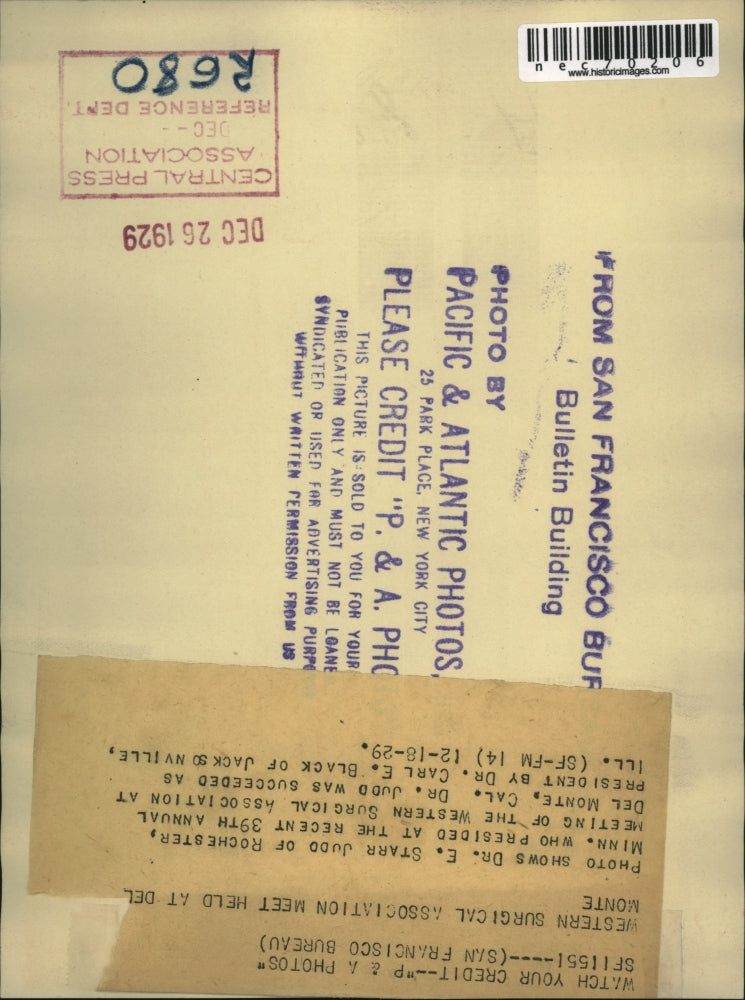 nec70206
www.historicimages.com
R680
CENTRAL PRESS
ASSOCIATION
DEC --
REFERENCE DEPT.
DEC 26 1929
FROM SAN FRANCISCO BUR
Bulletin Building
PHOTO BY
PACIFIC & ATLANTIC PHOTOS,
25 PARK PLACE, NEW YORK CITY
PLEASE CREDIT "P. & A. PHO
THIS PICTURE IS SOLD TO YOU FOR YOUR
PUBLICATION ONLY AND MUST NOT BE LOANE
SYNDICATED OR USED FOR ADVERTISING PURPO
WITHOUT WRITTEN PERMISSION FROM US
WATCH YOUR CREDIT--"P & A PHOTOS"
SF11551----(SAN FRANCISCO BUREAU)
WESTERN SURGICAL ASSOCIATION MEET HELD AT DEL
MONTE
PHOTO SHOWS DR. E. STARR JUDD OF ROCHESTER,
MINN. WHO PRESIDED AT THE RECENT 39TH ANNUAL
MEETING OF THE WESTERN SURGICAL ASSOCIATION AT
DEL MONTE, CAL. DR. JUDD WAS SUCCEEDED AS
PRESIDENT BY DR. CARL E. BLACK OF JACKSONVILLE,
ILL. (SF-FM 14) 12-18-29.